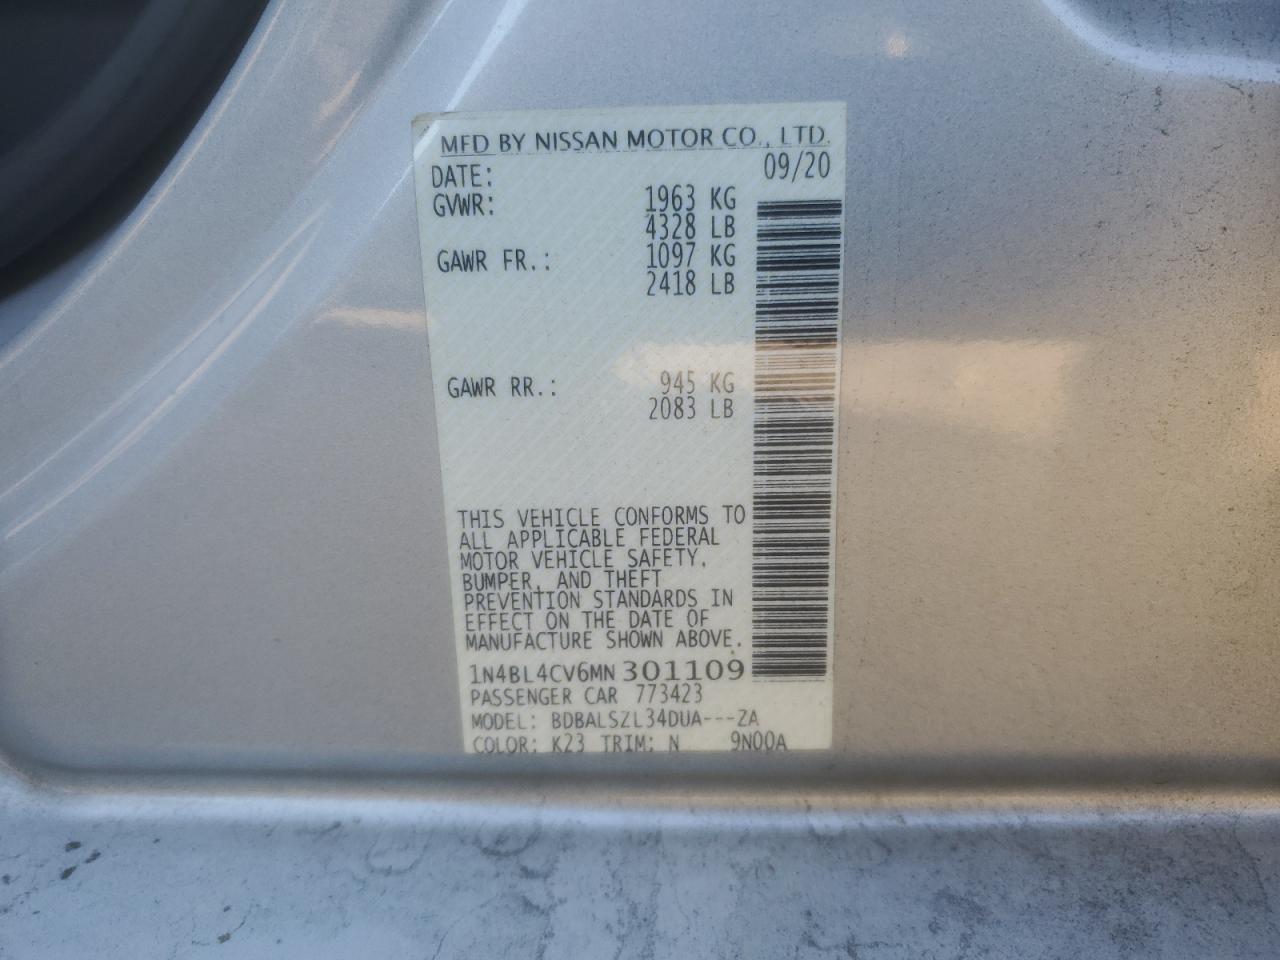 MFD BY NISSAN MOTOR CO., LTD.
DATE: 09/20
GVWR: 1963 KG
4328 LB
GAWR FR.: 1097 KG
2418 LB
GAWR RR.: 945 KG
2083 LB
THIS VEHICLE CONFORMS TO
ALL APPLICABLE FEDERAL
MOTOR VEHICLE SAFETY,
BUMPER, AND THEFT
PREVENTION STANDARDS IN
EFFECT ON THE DATE OF
MANUFACTURE SHOWN ABOVE.
1N4BL4CV6MN301109
PASSENGER CAR 773423
MODEL: BDBALSZL34DUA---ZA
COLOR: K23 TRIM: N 9N00A